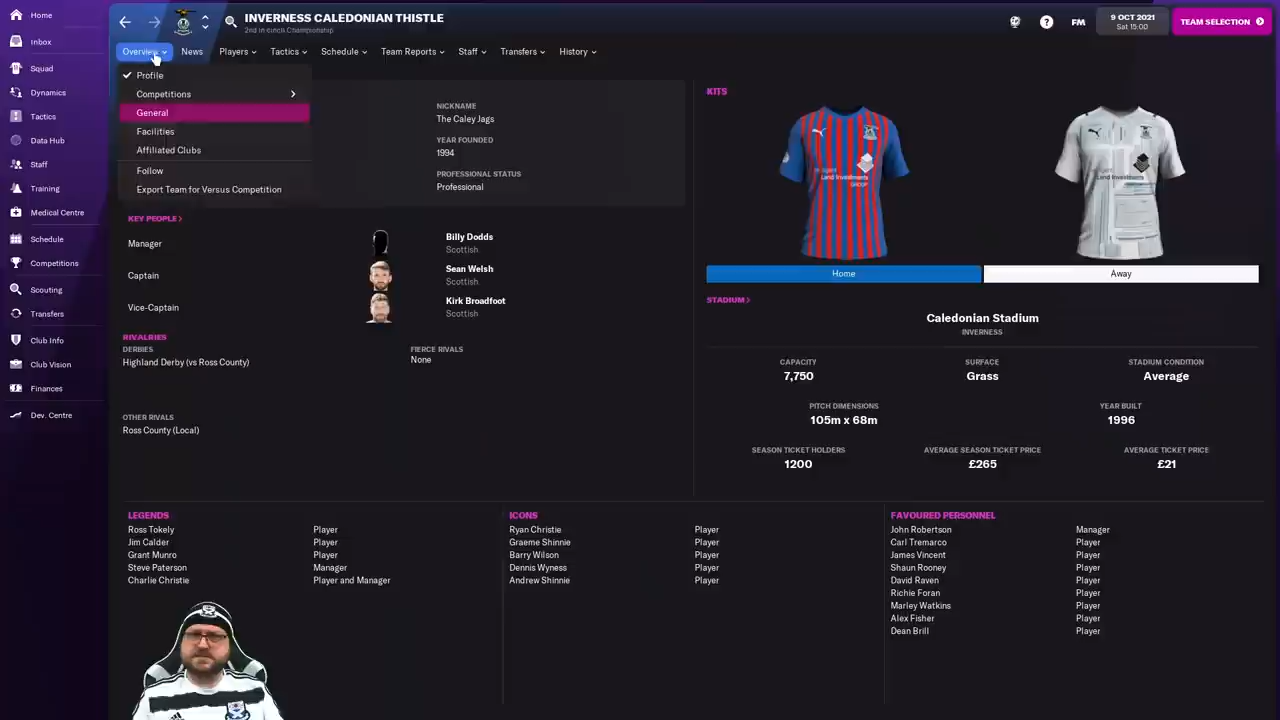 Home
Inbox
Squad
Dynamics
Tactics
Data Hub
Staff
Training
Medical Centre
Schedule
Competitions
Scouting
Transfers
Club Info
Club Vision
Finances
Dev. Centre
INVERNESS CALEDONIAN THISTLE
2nd in cinch Championship
FM
9 OCT 2021
Sat 15:00
TEAM SELECTION
Overview
News
Players
Tactics
Schedule
Team Reports
Staff
Transfers
History
Profile
Competitions
General
Facilities
Affiliated Clubs
Follow
Export Team for Versus Competition
NICKNAME
The Caley Jags
YEAR FOUNDED
1994
PROFESSIONAL STATUS
Professional
KEY PEOPLE >
Manager
Billy Dodds
Scottish
Captain
Sean Welsh
Scottish
Vice-Captain
Kirk Broadfoot
Scottish
RIVALRIES
DERBIES
Highland Derby (vs Ross County)
FIERCE RIVALS
None
OTHER RIVALS
Ross County (Local)
KITS
Land Investments
GROUP
Land Investments
Home
Away
STADIUM >
Caledonian Stadium
INVERNESS
CAPACITY
7,750
SURFACE
Grass
STADIUM CONDITION
Average
PITCH DIMENSIONS
105m x 68m
YEAR BUILT
1996
SEASON TICKET HOLDERS
1200
AVERAGE SEASON TICKET PRICE
£265
AVERAGE TICKET PRICE
£21
LEGENDS
Ross Tokely Player
Jim Calder Player
Grant Munro Player
Steve Paterson Manager
Charlie Christie Player and Manager
ICONS
Ryan Christie Player
Graeme Shinnie Player
Barry Wilson Player
Dennis Wyness Player
Andrew Shinnie Player
FAVOURED PERSONNEL
John Robertson Manager
Carl Tremarco Player
James Vincent Player
Shaun Rooney Player
David Raven Player
Richie Foran Player
Marley Watkins Player
Alex Fisher Player
Dean Brill Player